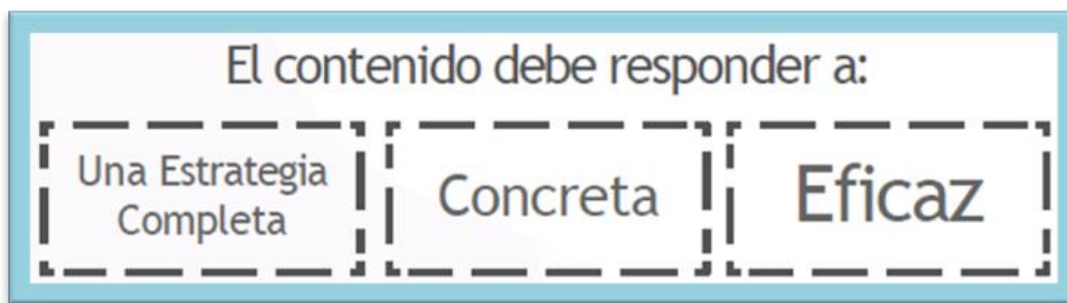 El contenido debe responder a:
Una Estrategia
Completa
Concreta
Eficaz